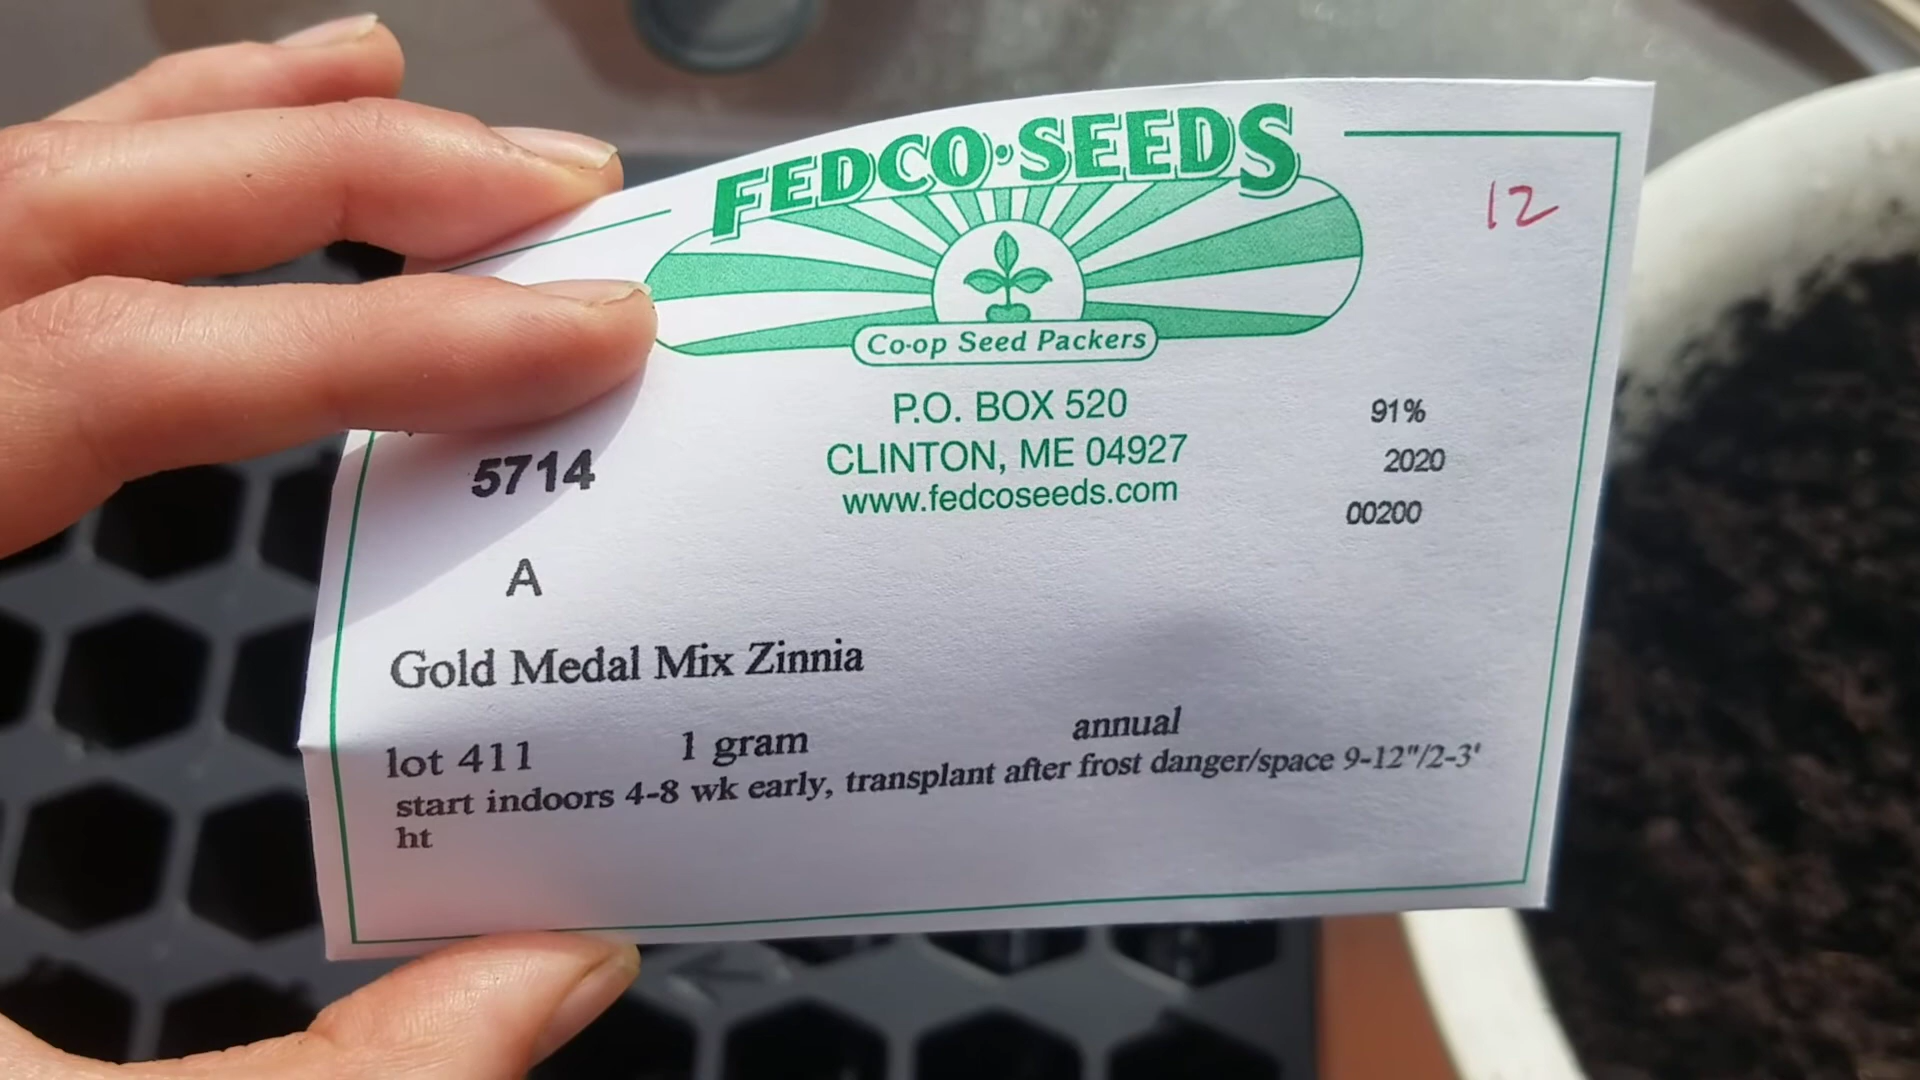 FEDCO·SEEDS
12
Co-op Seed Packers
P.O. BOX 520
CLINTON, ME 04927
www.fedcoseeds.com
91%
2020
00200
5714
A
Gold Medal Mix Zinnia
lot 411 1 gram annual
start indoors 4-8 wk early, transplant after frost danger/space 9-12"/2-3'
ht